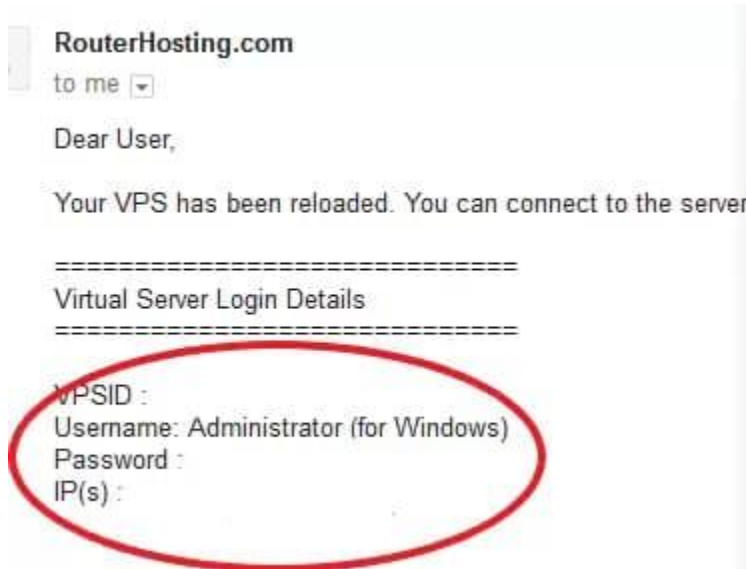 RouterHosting.com
to me
Dear User,
Your VPS has been reloaded. You can connect to the server
=============================
Virtual Server Login Details
=============================
VPSID :
Username: Administrator (for Windows)
Password :
IP(s) :